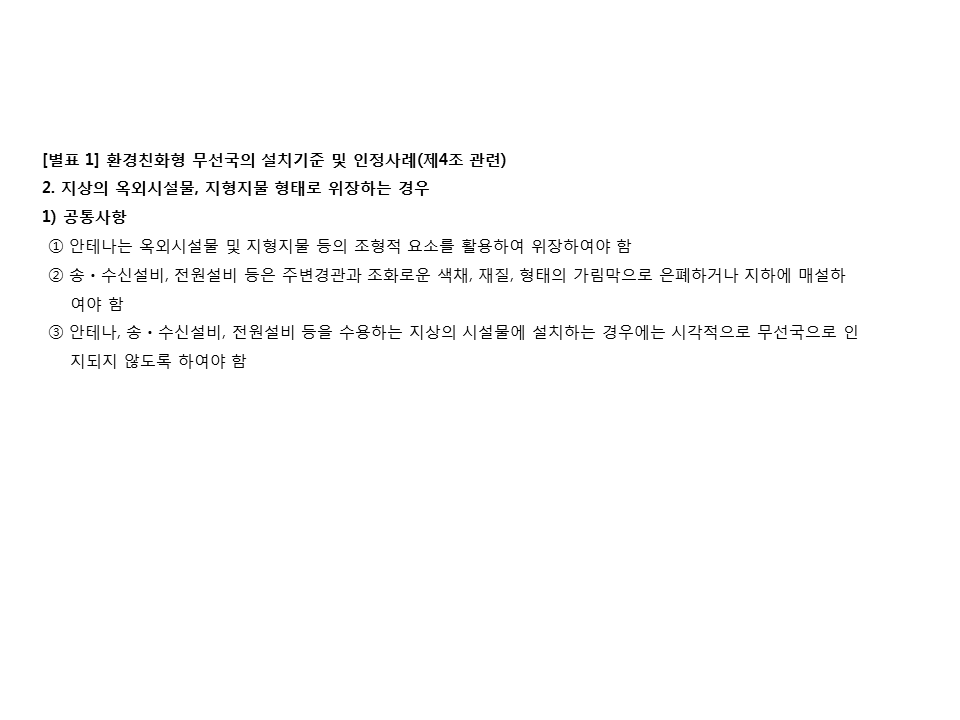 [별표 1] 환경친화형 무선국의 설치기준 및 인정사례(제4조 관련)
2. 지상의 옥외시설물, 지형지물 형태로 위장하는 경우
1) 공통사항
① 안테나는 옥외시설물 및 지형지물 등의 조형적 요소를 활용하여 위장하여야 함
② 송・수신설비, 전원설비 등은 주변경관과 조화로운 색채, 재질, 형태의 가림막으로 은폐하거나 지하에 매설하
여야 함
③ 안테나, 송・수신설비, 전원설비 등을 수용하는 지상의 시설물에 설치하는 경우에는 시각적으로 무선국으로 인
지되지 않도록 하여야 함